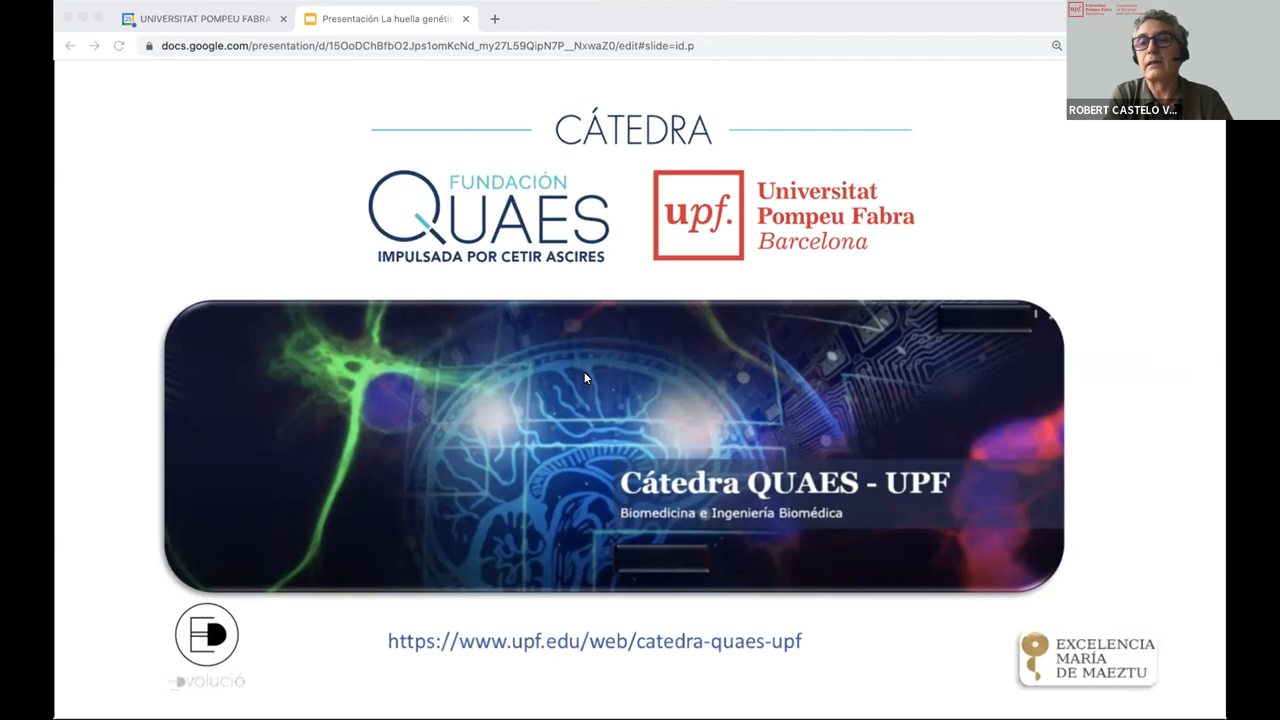 UNIVERSITAT POMPEU FABRA
Presentación La huella genétic
docs.google.com/presentation/d/15OoDChBfbO2Jps1omKcNd_my27L59QipN7P__NxwaZ0/edit#slide=id.p
ROBERT CASTELO V...
CÁTEDRA
FUNDACIÓN
QUAES
IMPULSADA POR CETIR ASCIRES
upf.
Universitat
Pompeu Fabra
Barcelona
Cátedra QUAES - UPF
Biomedicina e Ingeniería Biomédica
https://www.upf.edu/web/catedra-quaes-upf
EXCELENCIA
MARÍA
DE MAEZTU